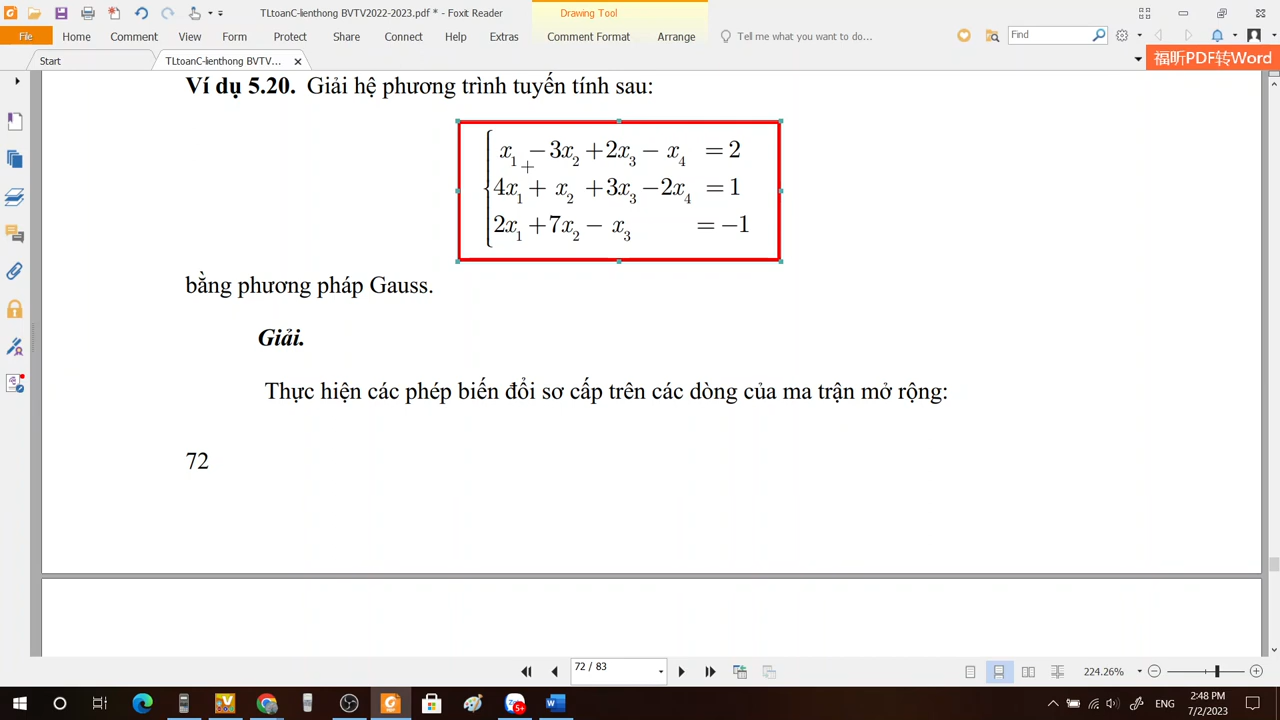 TLtoanC-lienthong BVTV2022-2023.pdf * - Foxit Reader
Drawing Tool
File Home Comment View Form Protect Share Connect Help Extras Comment Format Arrange Tell me what you want to do... Find
Start TLtoanC-lienthong BVTV... 福昕PDF转Word
Ví dụ 5.20. Giải hệ phương trình tuyến tính sau:
x₁ − 3x₂ + 2x₃ − x₄ = 2
4x₁ + x₂ + 3x₃ − 2x₄ = 1
2x₁ + 7x₂ − x₃ = −1
bằng phương pháp Gauss.
Giải.
Thực hiện các phép biến đổi sơ cấp trên các dòng của ma trận mở rộng:
72
72 / 83 224.26%
5+ ENG 2:48 PM
7/2/2023